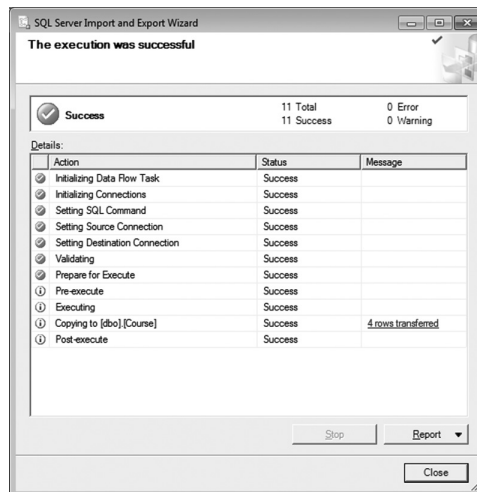 SQL Server Import and Export Wizard
The execution was successful
Success
11 Total
0 Error
11 Success
0 Warning
Details:
Action Status Message
Initializing Data Flow Task Success
Initializing Connections Success
Setting SQL Command Success
Setting Source Connection Success
Setting Destination Connection Success
Validating Success
Prepare for Execute Success
Pre-execute Success
Executing Success
Copying to [dbo].[Course] Success 4 rows transferred
Post-execute Success
Stop
Report
Close